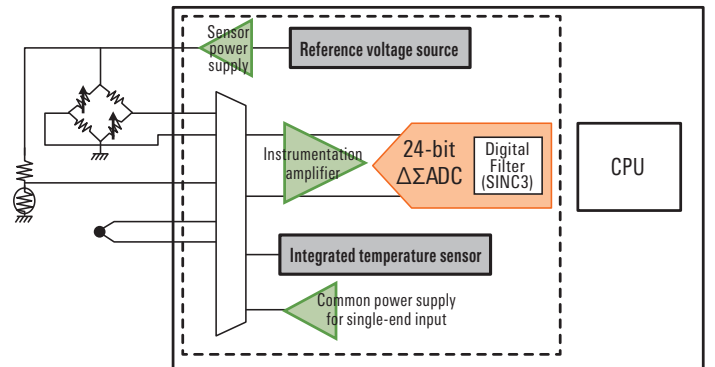 Sensor
power
supply
Reference voltage source
Instrumentation
amplifier
24-bit
ΔΣADC
Digital
Filter
(SINC3)
CPU
Integrated temperature sensor
Common power supply
for single-end input